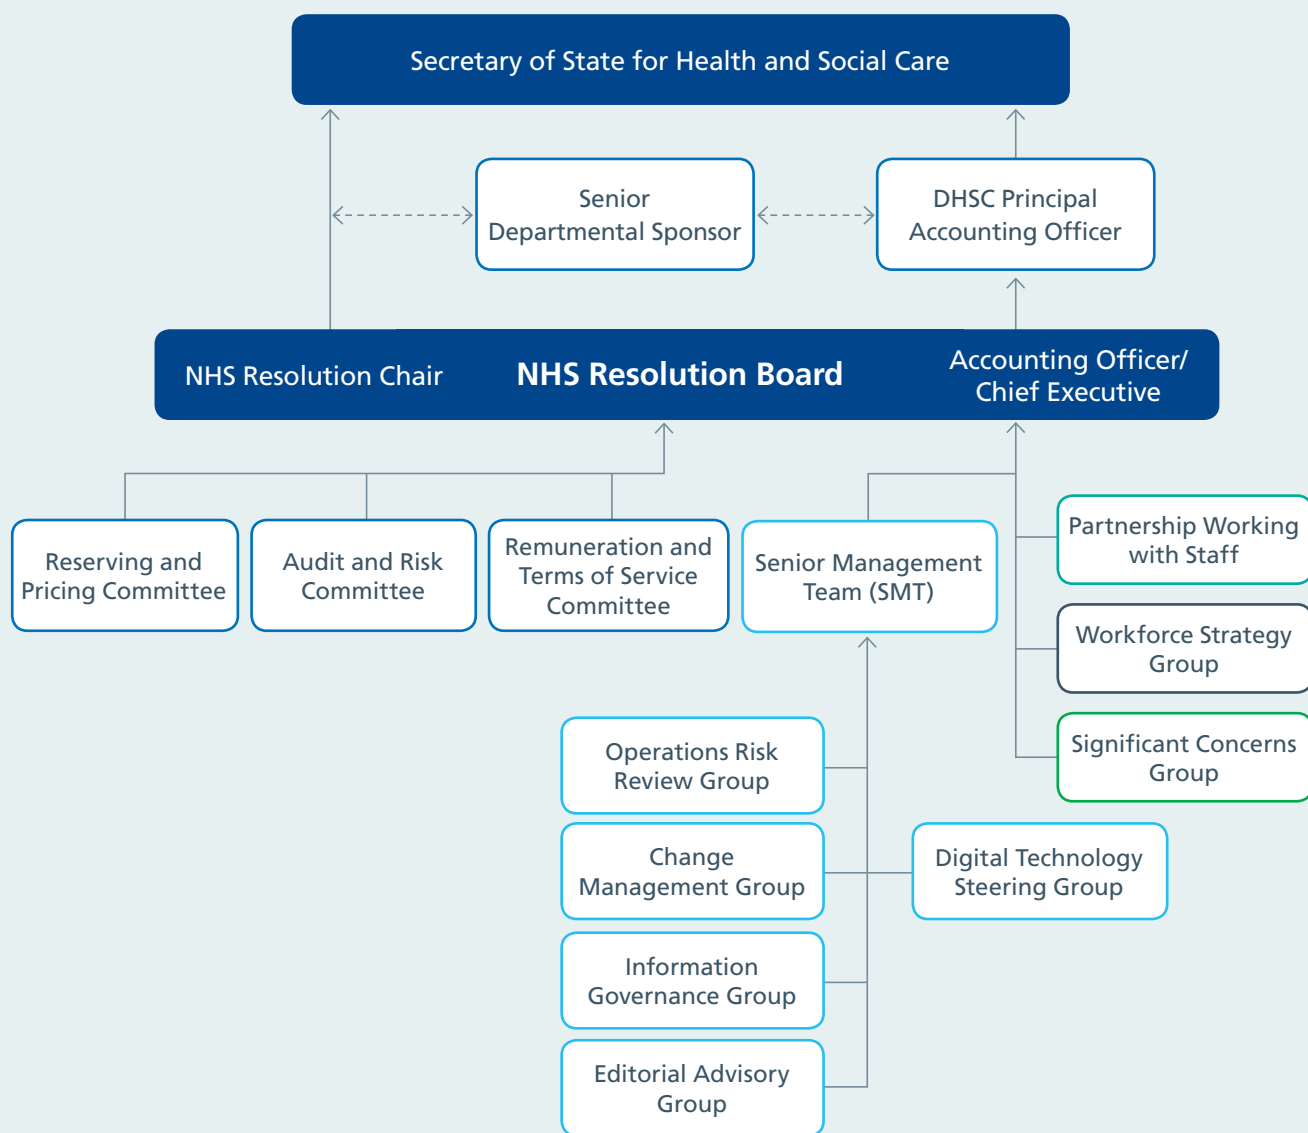 Secretary of State for Health and Social Care
Senior
Departmental Sponsor
DHSC Principal
Accounting Officer
NHS Resolution Chair
NHS Resolution Board
Accounting Officer/
Chief Executive
Reserving and
Pricing Committee
Audit and Risk
Committee
Remuneration and
Terms of Service
Committee
Senior Management
Team (SMT)
Partnership Working
with Staff
Workforce Strategy
Group
Significant Concerns
Group
Operations Risk
Review Group
Change
Management Group
Digital Technology
Steering Group
Information
Governance Group
Editorial Advisory
Group